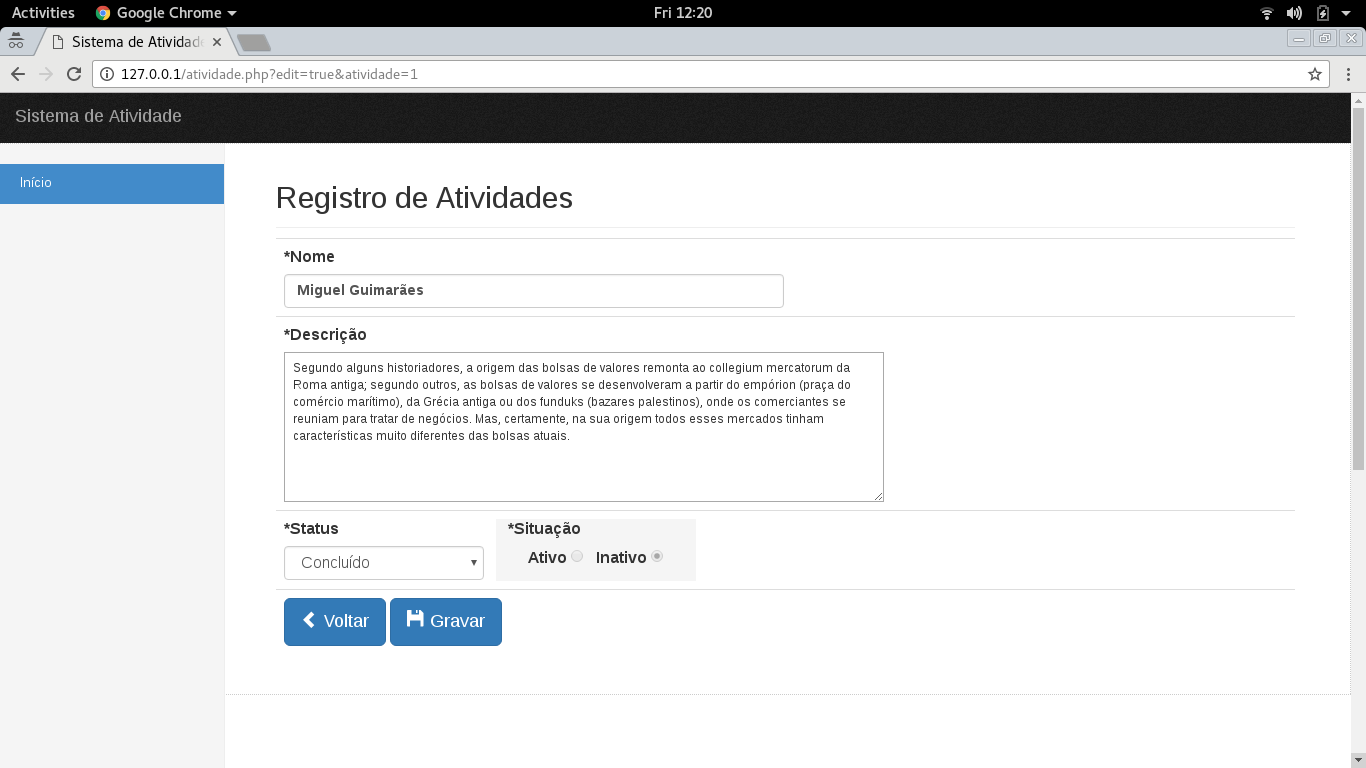 Activities Google Chrome Fri 12:20
Sistema de Atividad
127.0.0.1/atividade.php?edit=true&atividade=1
Sistema de Atividade
Início
Registro de Atividades
*Nome
Miguel Guimarães
*Descrição
Segundo alguns historiadores, a origem das bolsas de valores remonta ao collegium mercatorum da
Roma antiga; segundo outros, as bolsas de valores se desenvolveram a partir do empórion (praça do
comércio marítimo), da Grécia antiga ou dos funduks (bazares palestinos), onde os comerciantes se
reuniam para tratar de negócios. Mas, certamente, na sua origem todos esses mercados tinham
características muito diferentes das bolsas atuais.
*Status *Situação
Concluído Ativo Inativo
Voltar Gravar